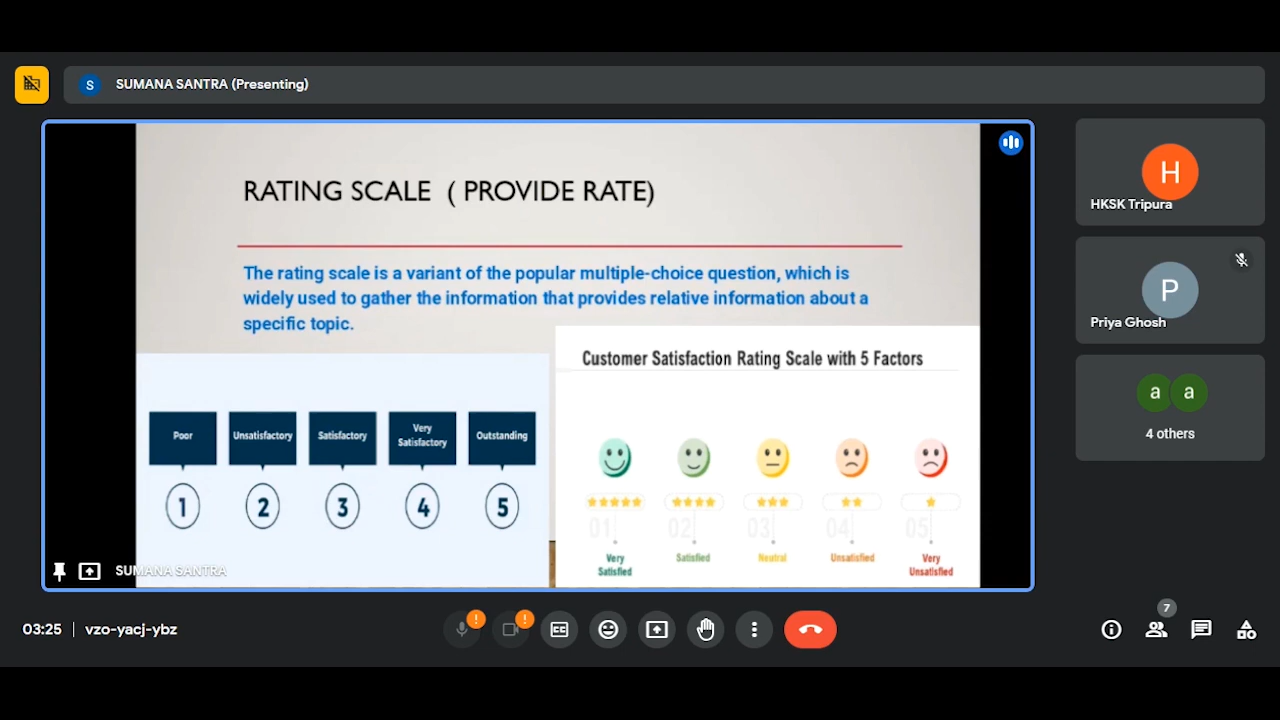 S SUMANA SANTRA (Presenting)
RATING SCALE ( PROVIDE RATE)
The rating scale is a variant of the popular multiple-choice question, which is
widely used to gather the information that provides relative information about a
specific topic.
Poor
Unsatisfactory
Satisfactory
Very
Satisfactory
Outstanding
1
2
3
4
5
Customer Satisfaction Rating Scale with 5 Factors
01
02
03
04
05
Very
Satisfied
Satisfied
Neutral
Unsatisfied
Very
Unsatisfied
SUMANA SANTRA
H
HKSK Tripura
P
Priya Ghosh
a a
4 others
03:25 | vzo-yacj-ybz
!
!
CC
7